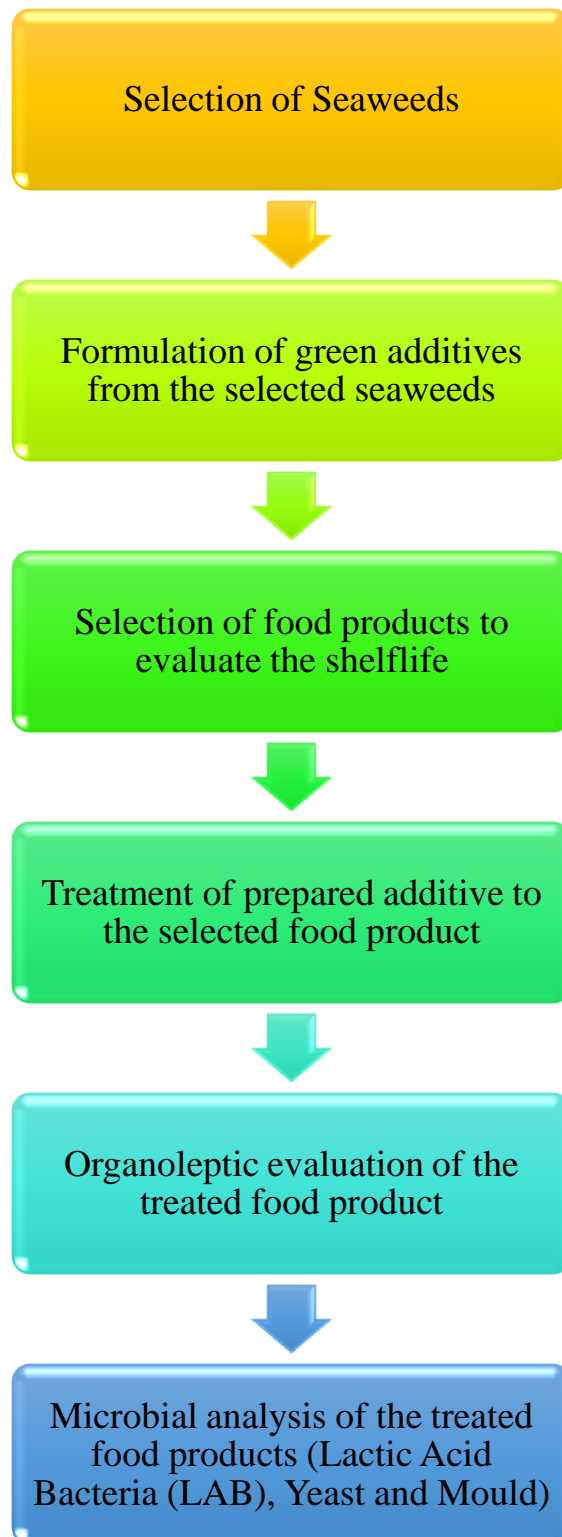 Selection of Seaweeds
Formulation of green additives
from the selected seaweeds
Selection of food products to
evaluate the shelflife
Treatment of prepared additive to
the selected food product
Organoleptic evaluation of the
treated food product
Microbial analysis of the treated
food products (Lactic Acid
Bacteria (LAB), Yeast and Mould)